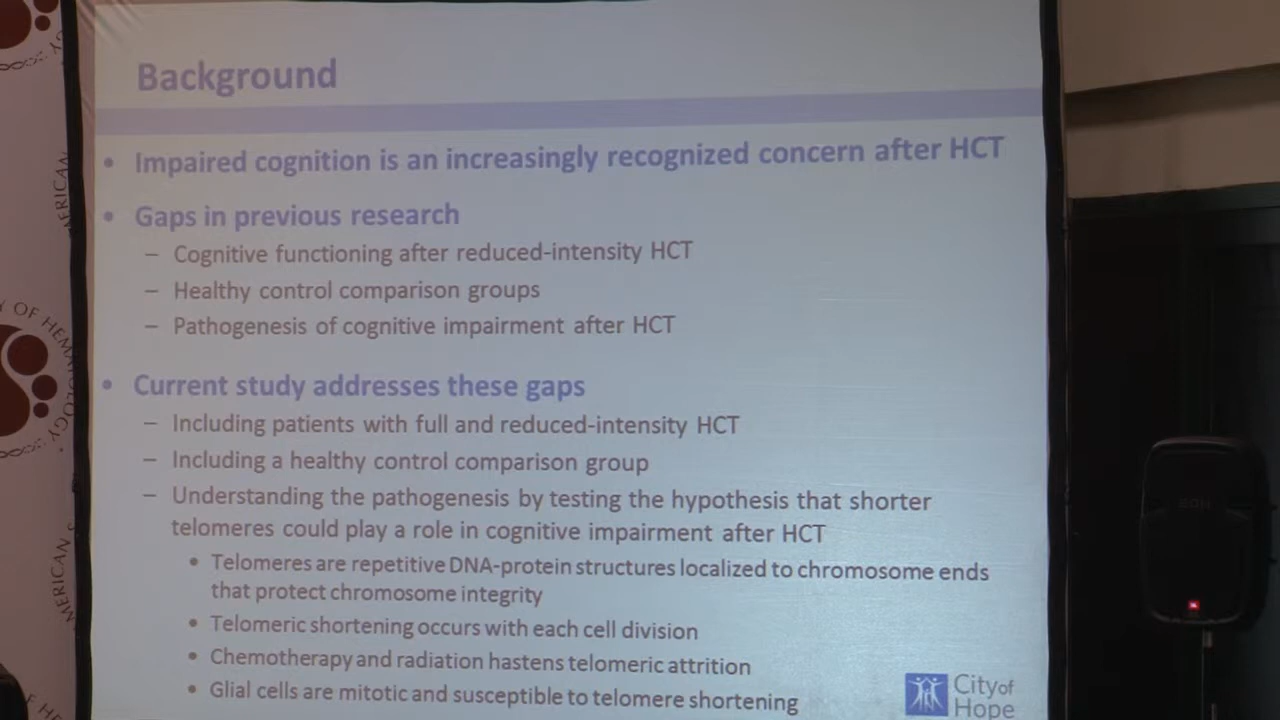 Background
• Impaired cognition is an increasingly recognized concern after HCT
• Gaps in previous research
– Cognitive functioning after reduced-intensity HCT
– Healthy control comparison groups
– Pathogenesis of cognitive impairment after HCT
• Current study addresses these gaps
– Including patients with full and reduced-intensity HCT
– Including a healthy control comparison group
– Understanding the pathogenesis by testing the hypothesis that shorter
telomeres could play a role in cognitive impairment after HCT
• Telomeres are repetitive DNA-protein structures localized to chromosome ends
that protect chromosome integrity
• Telomeric shortening occurs with each cell division
• Chemotherapy and radiation hastens telomeric attrition
• Glial cells are mitotic and susceptible to telomere shortening
City of
Hope